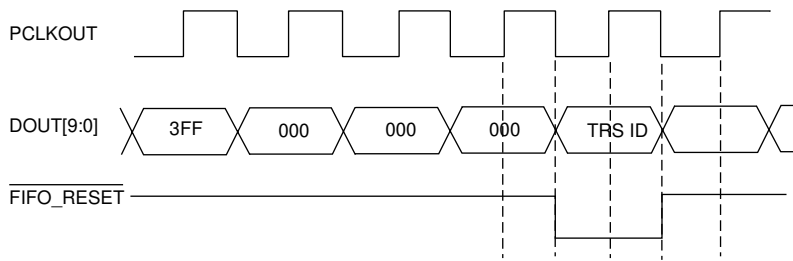 PCLKOUT
DOUT[9:0] 3FF 000 000 000 TRS ID
FIFO_RESET